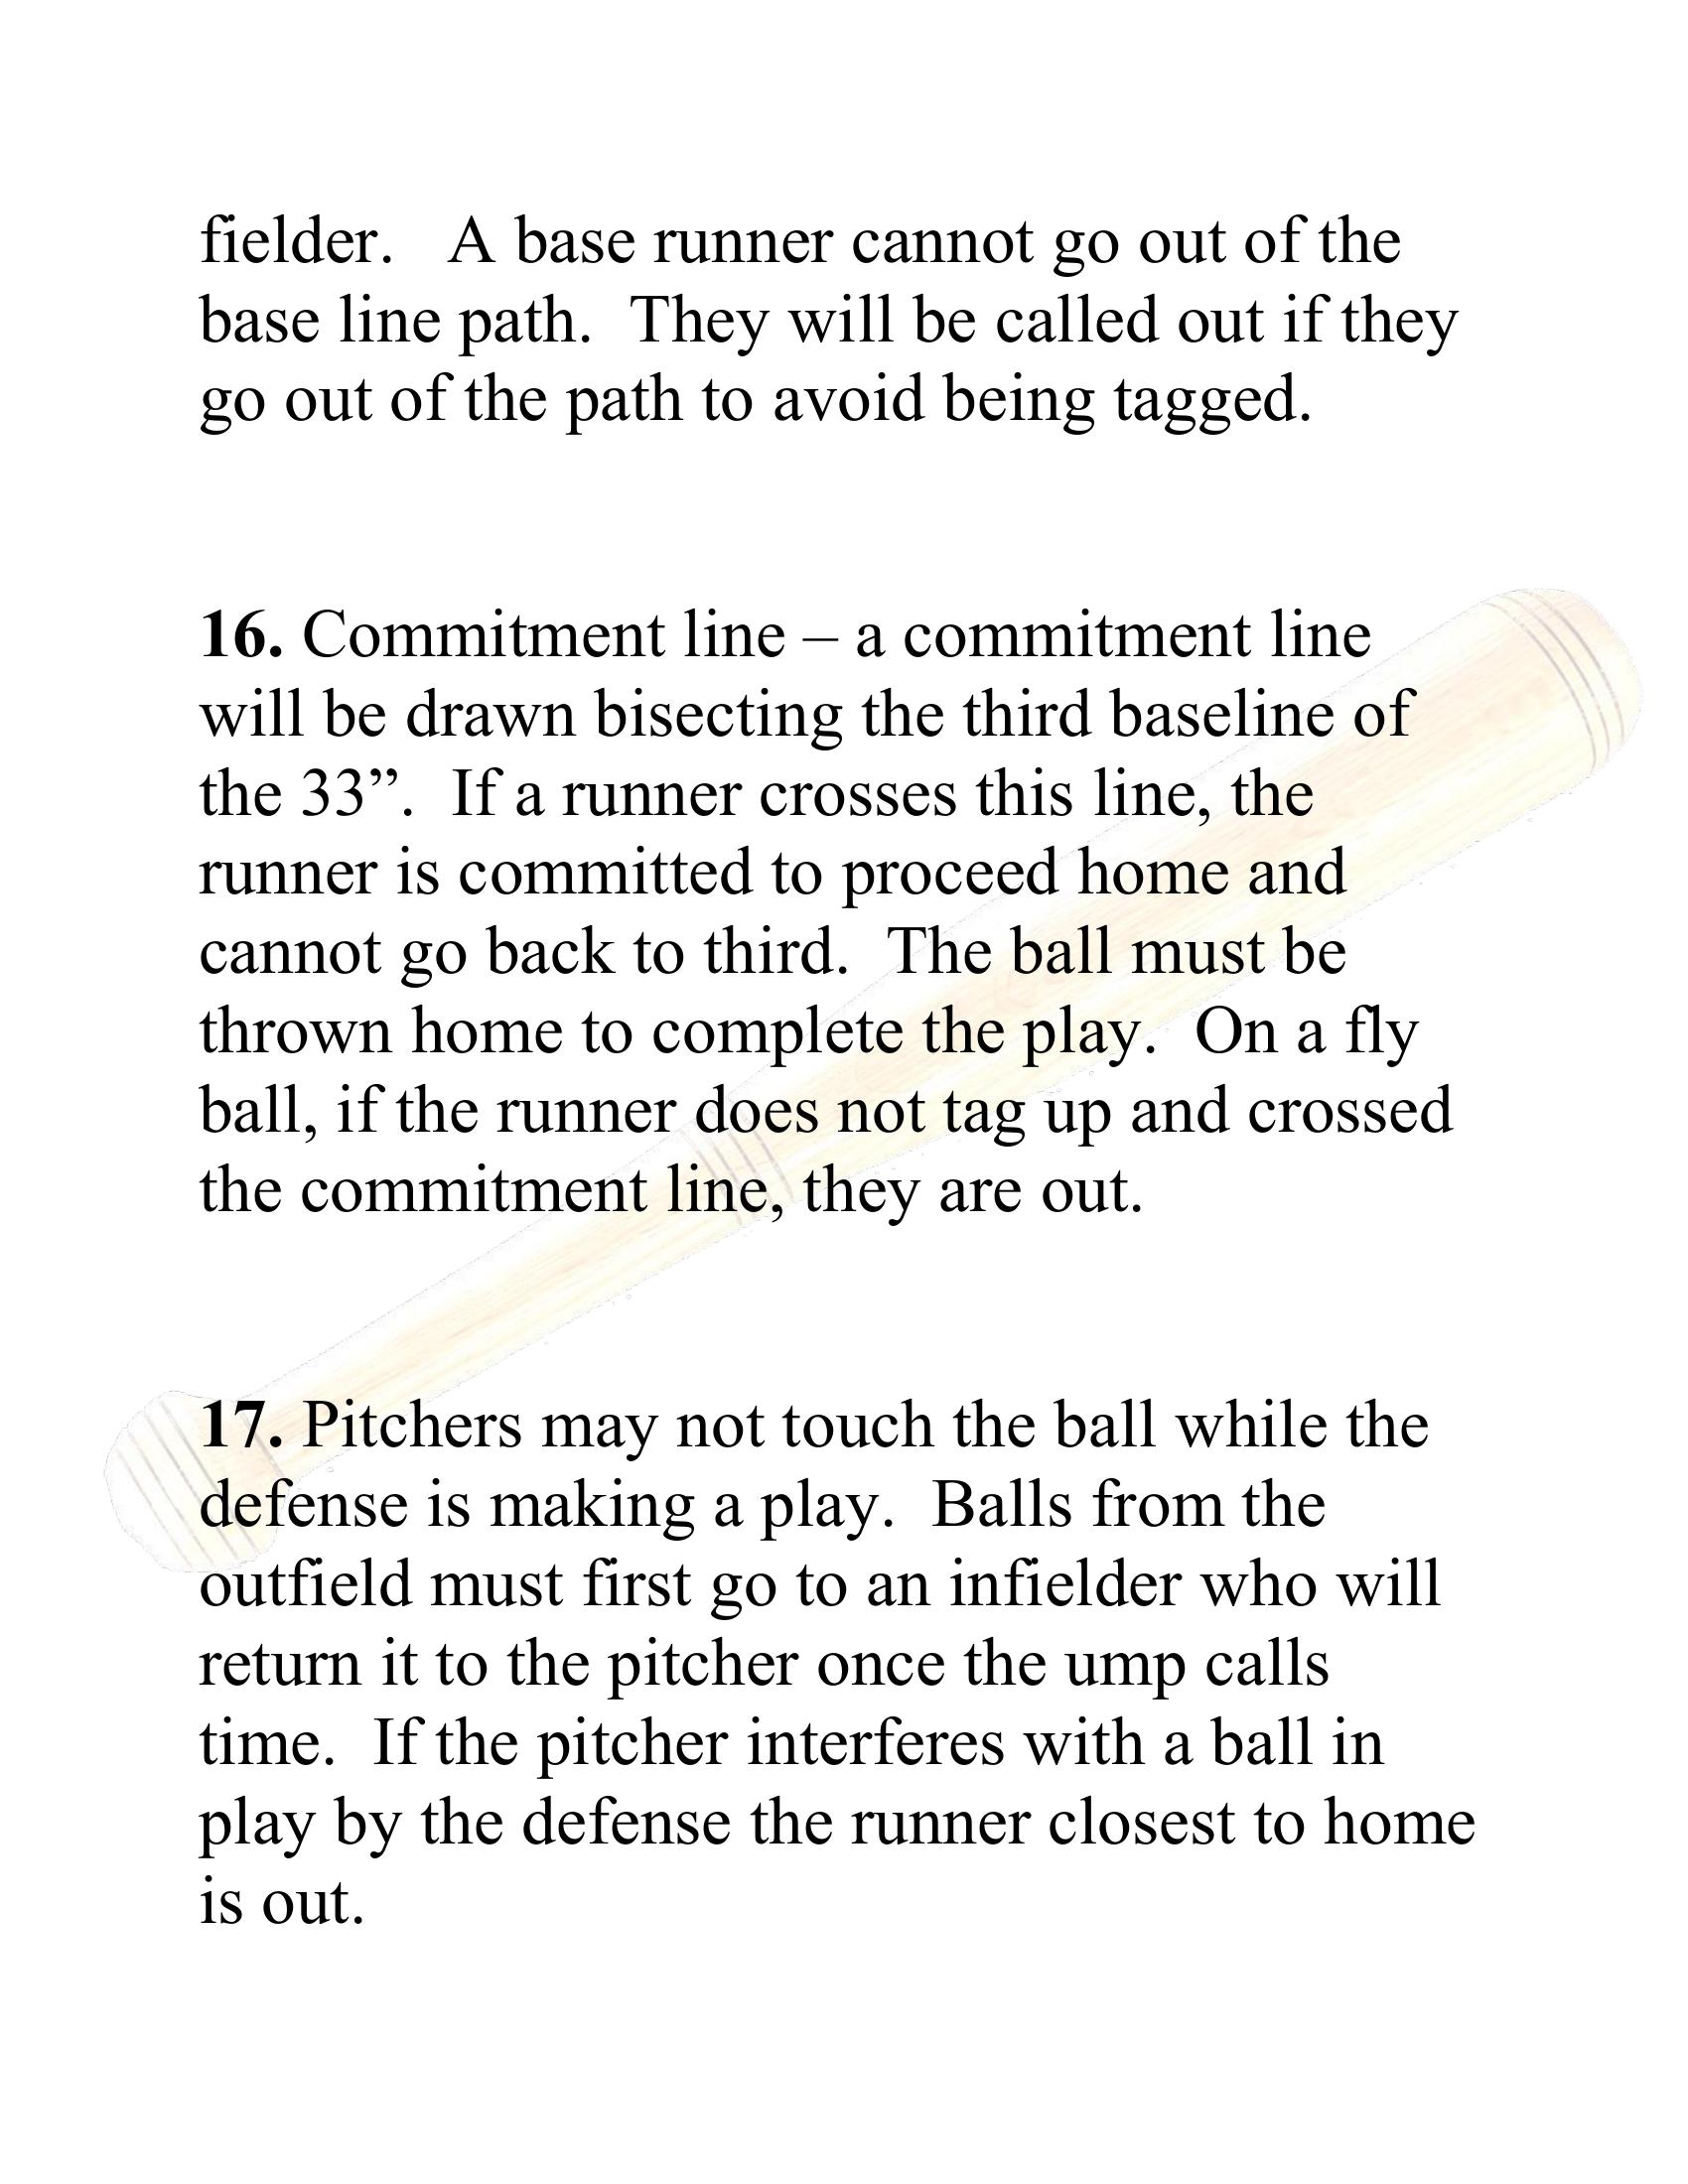 fielder.   A base runner cannot go out of the
base line path.  They will be called out if they
go out of the path to avoid being tagged.
16. Commitment line – a commitment line
will be drawn bisecting the third baseline of
the 33”.  If a runner crosses this line, the
runner is committed to proceed home and
cannot go back to third.  The ball must be
thrown home to complete the play.  On a fly
ball, if the runner does not tag up and crossed
the commitment line, they are out.
17. Pitchers may not touch the ball while the
defense is making a play.  Balls from the
outfield must first go to an infielder who will
return it to the pitcher once the ump calls
time.  If the pitcher interferes with a ball in
play by the defense the runner closest to home
is out.